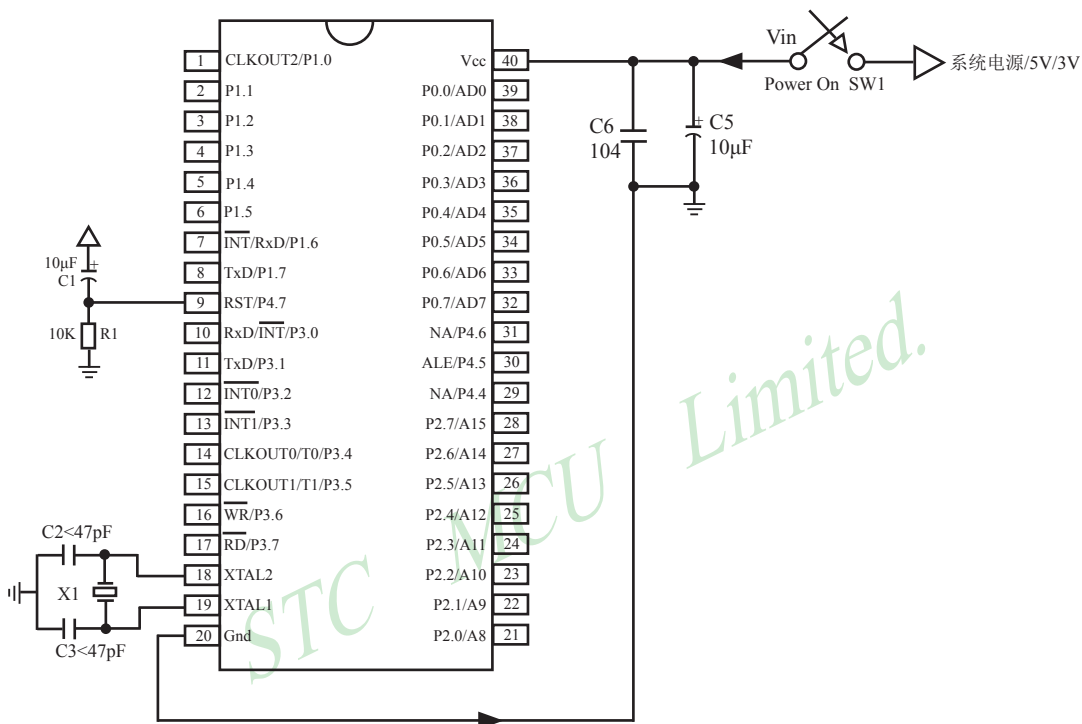 1 CLKOUT2/P1.0
2 P1.1
3 P1.2
4 P1.3
5 P1.4
6 P1.5
7 INT/RxD/P1.6
8 TxD/P1.7
9 RST/P4.7
10 RxD/INT/P3.0
11 TxD/P3.1
12 INT0/P3.2
13 INT1/P3.3
14 CLKOUT0/T0/P3.4
15 CLKOUT1/T1/P3.5
16 WR/P3.6
17 RD/P3.7
18 XTAL2
19 XTAL1
20 Gnd
Vcc 40
P0.0/AD0 39
P0.1/AD1 38
P0.2/AD2 37
P0.3/AD3 36
P0.4/AD4 35
P0.5/AD5 34
P0.6/AD6 33
P0.7/AD7 32
NA/P4.6 31
ALE/P4.5 30
NA/P4.4 29
P2.7/A15 28
P2.6/A14 27
P2.5/A13 26
P2.4/A12 25
P2.3/A11 24
P2.2/A10 23
P2.1/A9 22
P2.0/A8 21
10μF +
C1
10K R1
C2<47pF
X1
C3<47pF
C6
104
+ C5
10μF
Vin
Power On SW1
系统电源/5V/3V
STC MCU Limited.